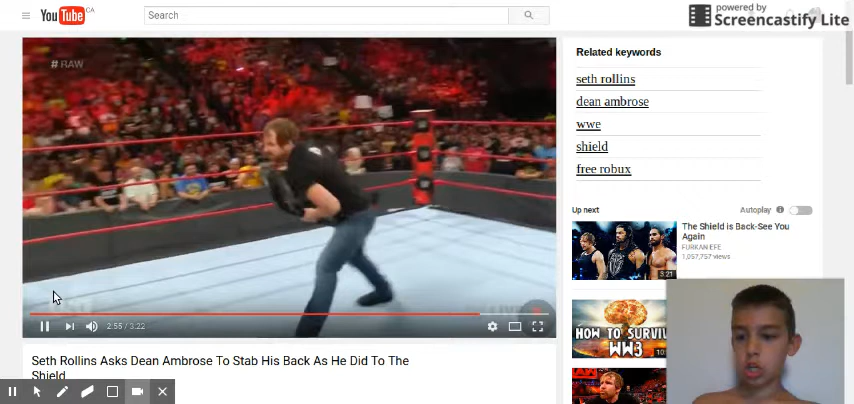 YouTube CA
Search
powered by
Screencastify Lite
# RAW
Related keywords
seth rollins
dean ambrose
wwe
shield
free robux
Up next
Autoplay
The Shield is Back-See You
Again
FURKAN EFE
1,057,757 views
3:21
HOW TO SURVIV
WW3
10:
2:55 / 3:22
Seth Rollins Asks Dean Ambrose To Stab His Back As He Did To The
Shield